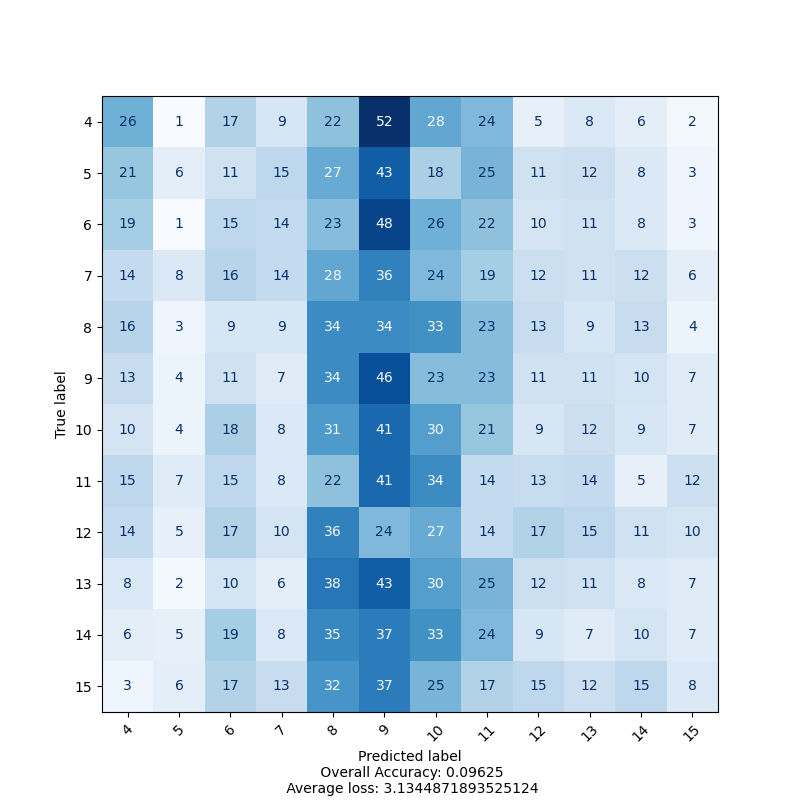 4 26 1 17 9 22 52 28 24 5 8 6 2
5 21 6 11 15 27 43 18 25 11 12 8 3
6 19 1 15 14 23 48 26 22 10 11 8 3
7 14 8 16 14 28 36 24 19 12 11 12 6
8 16 3 9 9 34 34 33 23 13 9 13 4
9 13 4 11 7 34 46 23 23 11 11 10 7
True label
10 10 4 18 8 31 41 30 21 9 12 9 7
11 15 7 15 8 22 41 34 14 13 14 5 12
12 14 5 17 10 36 24 27 14 17 15 11 10
13 8 2 10 6 38 43 30 25 12 11 8 7
14 6 5 19 8 35 37 33 24 9 7 10 7
15 3 6 17 13 32 37 25 17 15 12 15 8
4 5 6 7 8 9 10 11 12 13 14 15
Predicted label
Overall Accuracy: 0.09625
Average loss: 3.1344871893525124